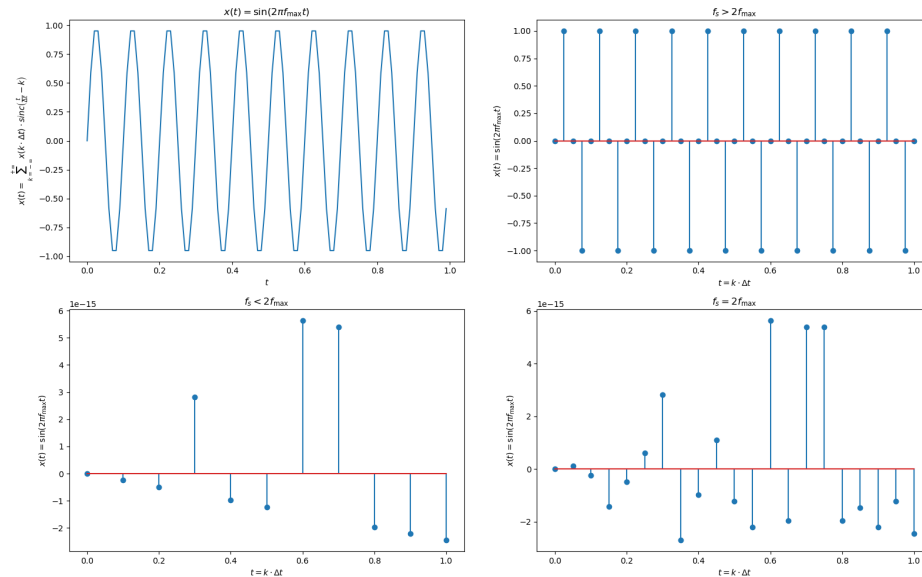 x(t) = sin(2πf_max t)
x(t) = ∑_{k=−∞}^{+∞} x(k · Δt) · sinc(t/Δt − k)
1.00
0.75
0.50
0.25
0.00
−0.25
−0.50
−0.75
−1.00
0.0 0.2 0.4 0.6 0.8 1.0
t
f_s > 2f_max
x(t) = sin(2πf_max t)
1.00
0.75
0.50
0.25
0.00
−0.25
−0.50
−0.75
−1.00
0.0 0.2 0.4 0.6 0.8 1.0
t = k · Δt
f_s < 2f_max
1e−15
x(t) = sin(2πf_max t)
6
5
4
3
2
1
0
−1
−2
0.0 0.2 0.4 0.6 0.8 1.0
t = k · Δt
f_s = 2f_max
1e−15
x(t) = sin(2πf_max t)
6
4
2
0
−2
0.0 0.2 0.4 0.6 0.8 1.0
t = k · Δt